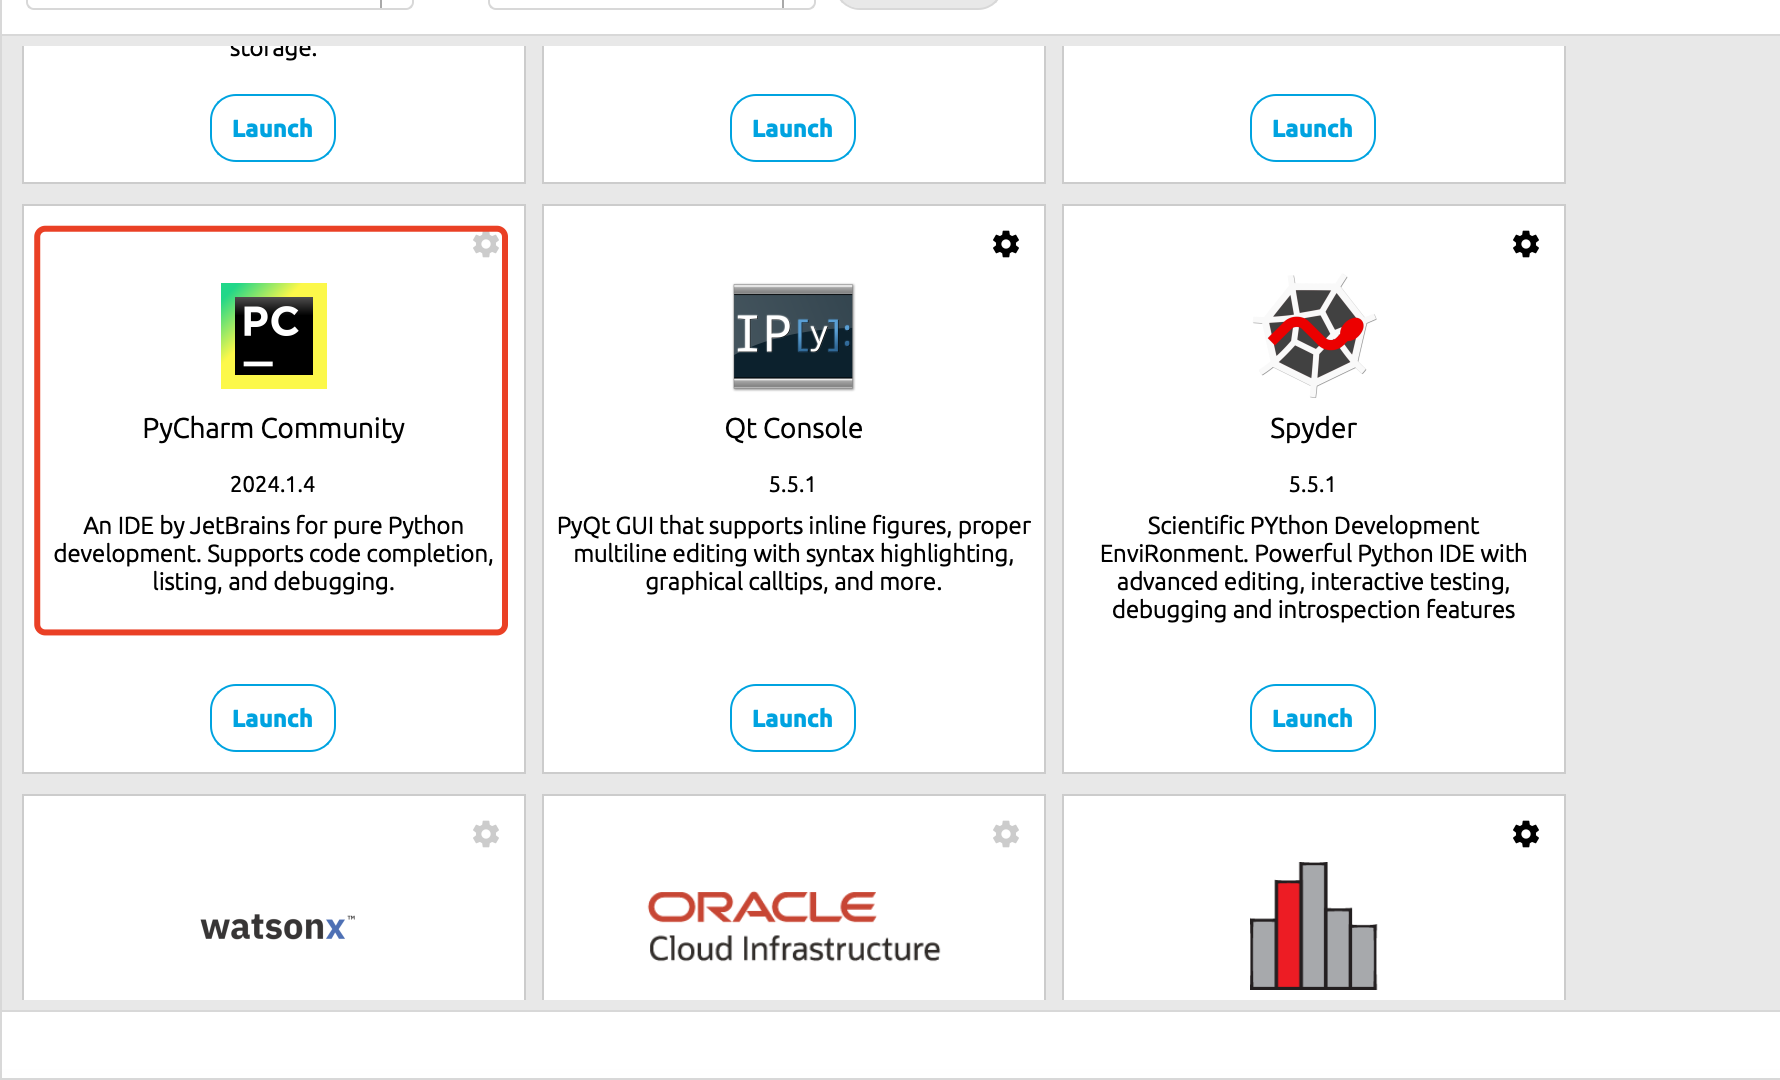 storage.
Launch
Launch
Launch
PC
PyCharm Community
2024.1.4
An IDE by JetBrains for pure Python
development. Supports code completion,
listing, and debugging.
Launch
IP[y]:
Qt Console
5.5.1
PyQt GUI that supports inline figures, proper
multiline editing with syntax highlighting,
graphical calltips, and more.
Launch
Spyder
5.5.1
Scientific PYthon Development
EnviRonment. Powerful Python IDE with
advanced editing, interactive testing,
debugging and introspection features
Launch
watsonx™
ORACLE
Cloud Infrastructure